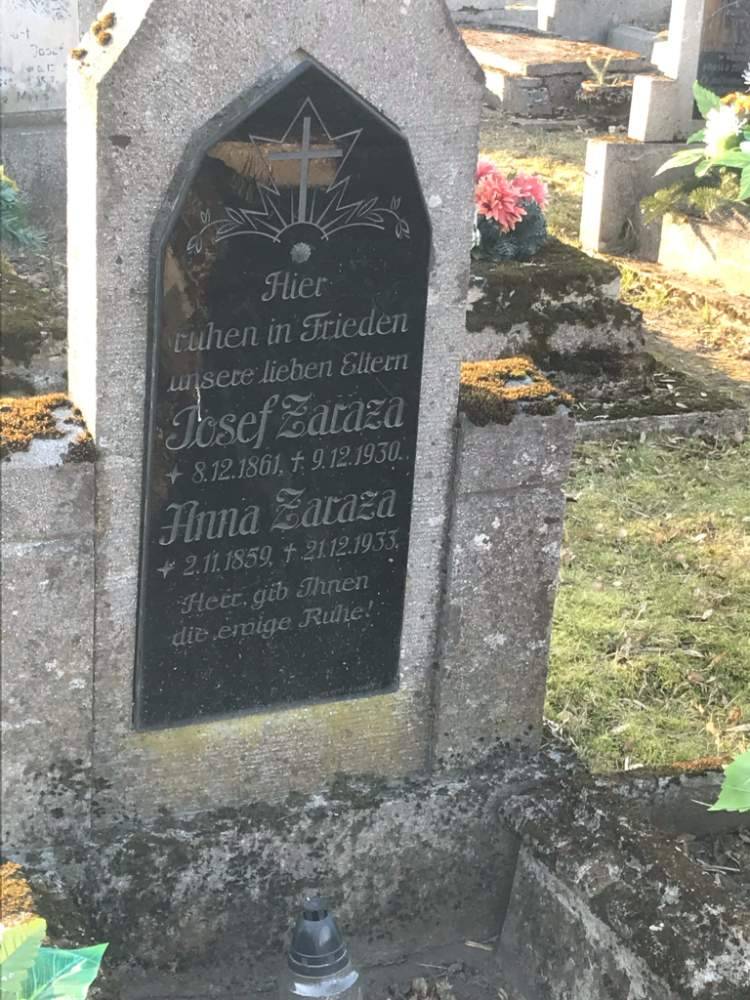 Hier
ruhen in Frieden
unsere lieben Eltern
Josef Zaraza
✶ 8.12.1861, ✝ 9.12.1930.
Anna Zaraza
✶ 2.11.1859, ✝ 21.12.1933.
Herr, gib Ihnen
die ewige Ruhe!